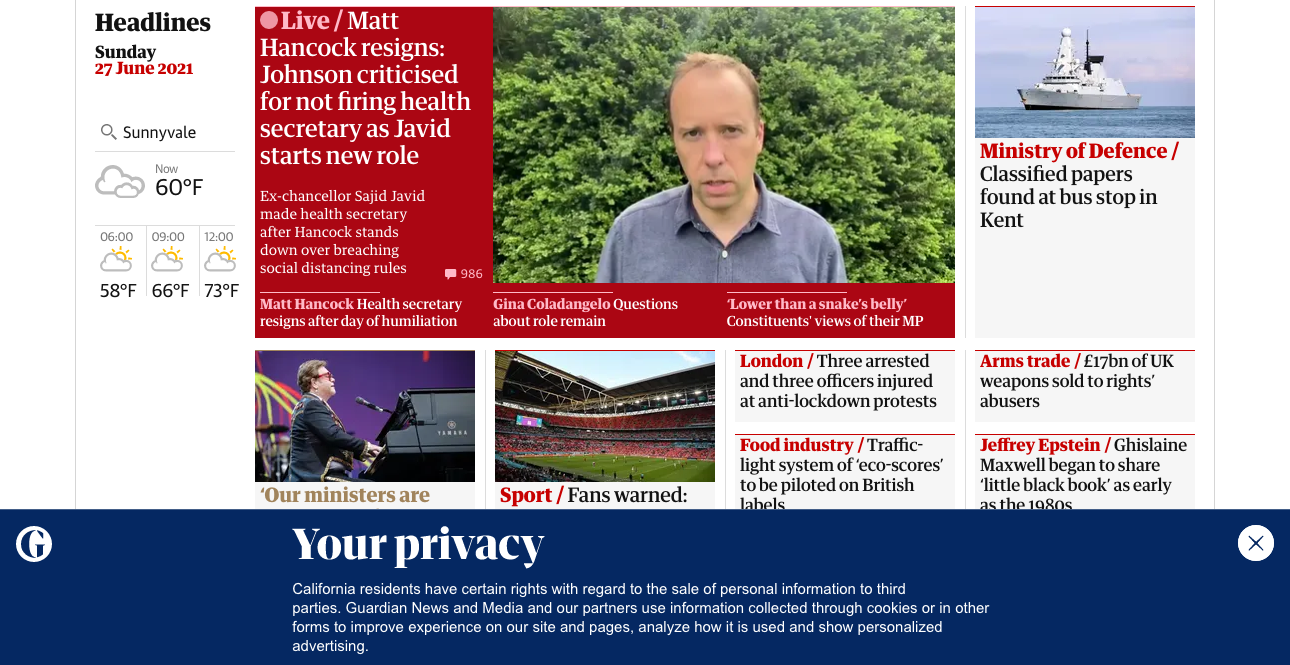 Headlines
Sunday
27 June 2021
Sunnyvale
Now
60°F
06:00
09:00
12:00
58°F
66°F
73°F
Live / Matt
Hancock resigns:
Johnson criticised
for not firing health
secretary as Javid
starts new role
Ex-chancellor Sajid Javid
made health secretary
after Hancock stands
down over breaching
social distancing rules
986
Matt Hancock Health secretary
resigns after day of humiliation
Gina Coladangelo Questions
about role remain
‘Lower than a snake’s belly’
Constituents’ views of their MP
Ministry of Defence /
Classified papers
found at bus stop in
Kent
YAMAHA
‘Our ministers are
Sport / Fans warned:
London / Three arrested
and three officers injured
at anti-lockdown protests
Food industry / Traffic-
light system of ‘eco-scores’
to be piloted on British
labels
Arms trade / £17bn of UK
weapons sold to rights’
abusers
Jeffrey Epstein / Ghislaine
Maxwell began to share
‘little black book’ as early
as the 1980s
Your privacy
California residents have certain rights with regard to the sale of personal information to third
parties. Guardian News and Media and our partners use information collected through cookies or in other
forms to improve experience on our site and pages, analyze how it is used and show personalized
advertising.